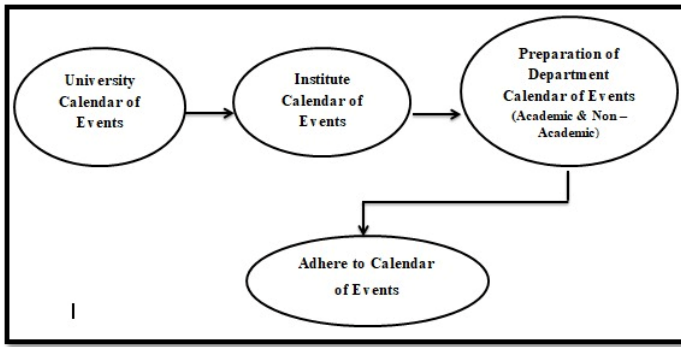 University
Calendar of
Events
Institute
Calendar of
Events
Preparation of
Department
Calendar of Events
(Academic & Non –
Academic)
Adhere to Calendar
of Events